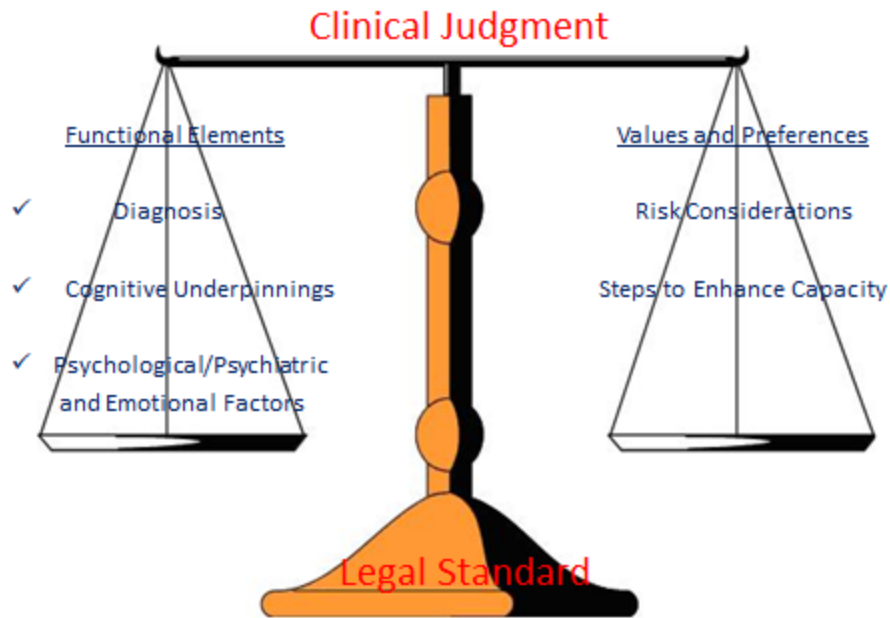 Clinical Judgment
Functional Elements
✓ Diagnosis
✓ Cognitive Underpinnings
✓ Psychological/Psychiatric
and Emotional Factors
Values and Preferences
Risk Considerations
Steps to Enhance Capacity
Legal Standard